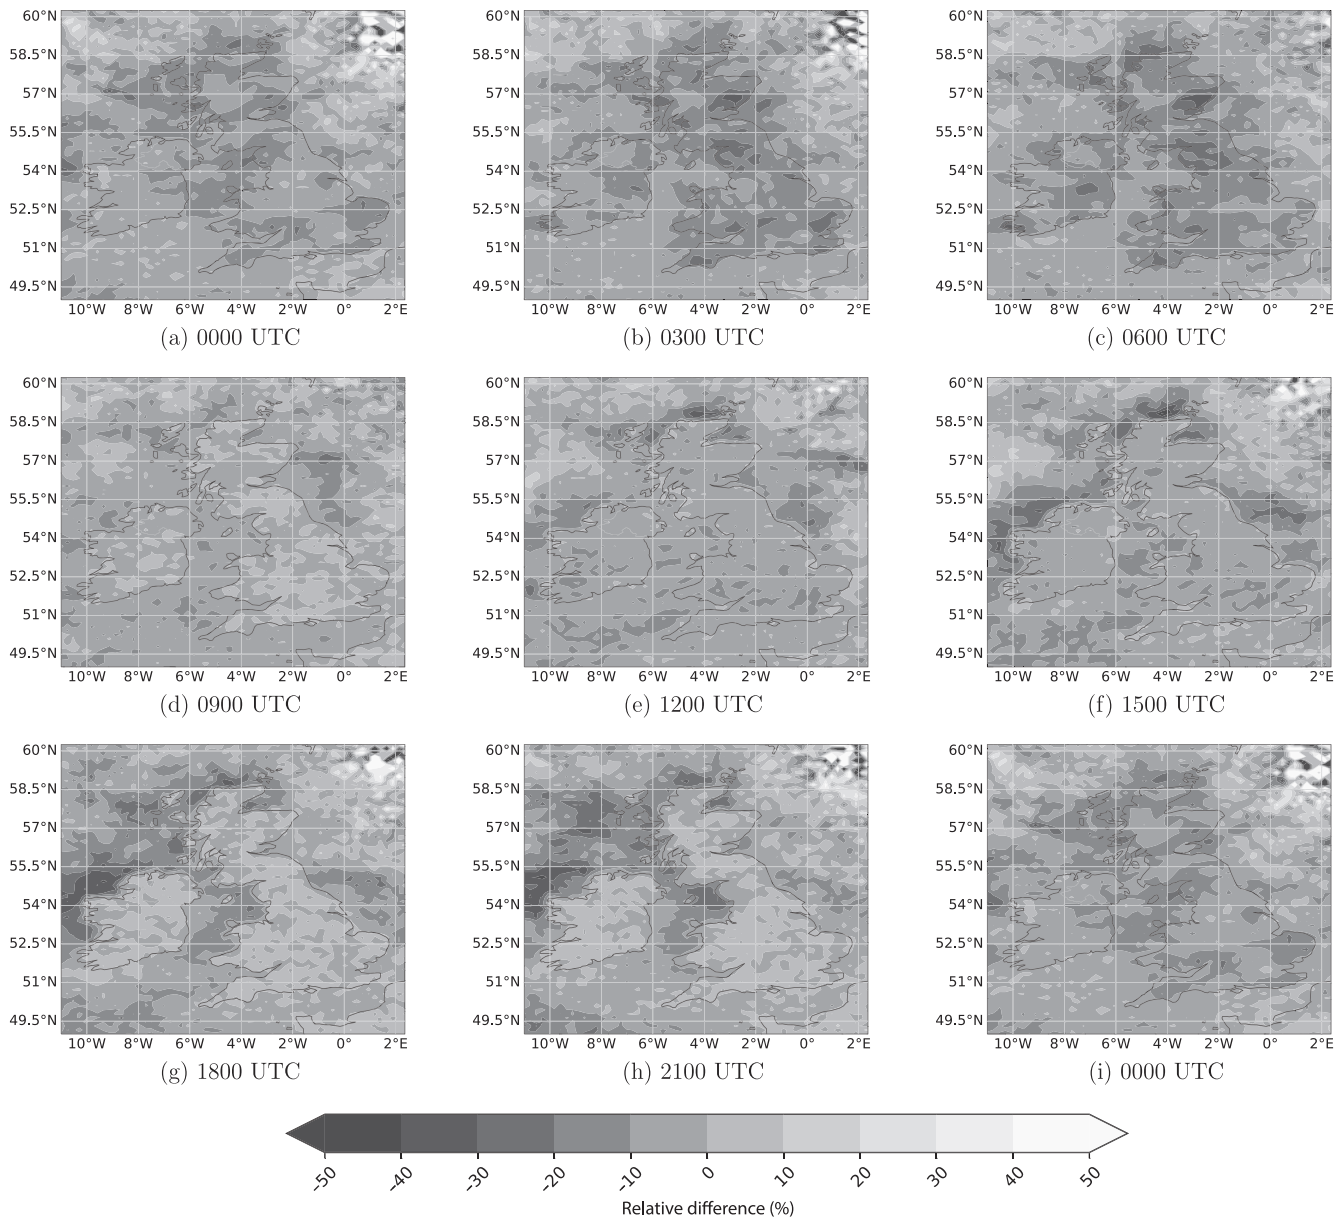 60°N
58.5°N
57°N
55.5°N
54°N
52.5°N
51°N
49.5°N
10°W 8°W 6°W 4°W 2°W 0° 2°E
(a) 0000 UTC
60°N
58.5°N
57°N
55.5°N
54°N
52.5°N
51°N
49.5°N
10°W 8°W 6°W 4°W 2°W 0° 2°E
(b) 0300 UTC
60°N
58.5°N
57°N
55.5°N
54°N
52.5°N
51°N
49.5°N
10°W 8°W 6°W 4°W 2°W 0° 2°E
(c) 0600 UTC
60°N
58.5°N
57°N
55.5°N
54°N
52.5°N
51°N
49.5°N
10°W 8°W 6°W 4°W 2°W 0° 2°E
(d) 0900 UTC
60°N
58.5°N
57°N
55.5°N
54°N
52.5°N
51°N
49.5°N
10°W 8°W 6°W 4°W 2°W 0° 2°E
(e) 1200 UTC
60°N
58.5°N
57°N
55.5°N
54°N
52.5°N
51°N
49.5°N
10°W 8°W 6°W 4°W 2°W 0° 2°E
(f) 1500 UTC
60°N
58.5°N
57°N
55.5°N
54°N
52.5°N
51°N
49.5°N
10°W 8°W 6°W 4°W 2°W 0° 2°E
(g) 1800 UTC
60°N
58.5°N
57°N
55.5°N
54°N
52.5°N
51°N
49.5°N
10°W 8°W 6°W 4°W 2°W 0° 2°E
(h) 2100 UTC
60°N
58.5°N
57°N
55.5°N
54°N
52.5°N
51°N
49.5°N
10°W 8°W 6°W 4°W 2°W 0° 2°E
(i) 0000 UTC
-50 -40 -30 -20 -10 0 10 20 30 40 50
Relative difference (%)